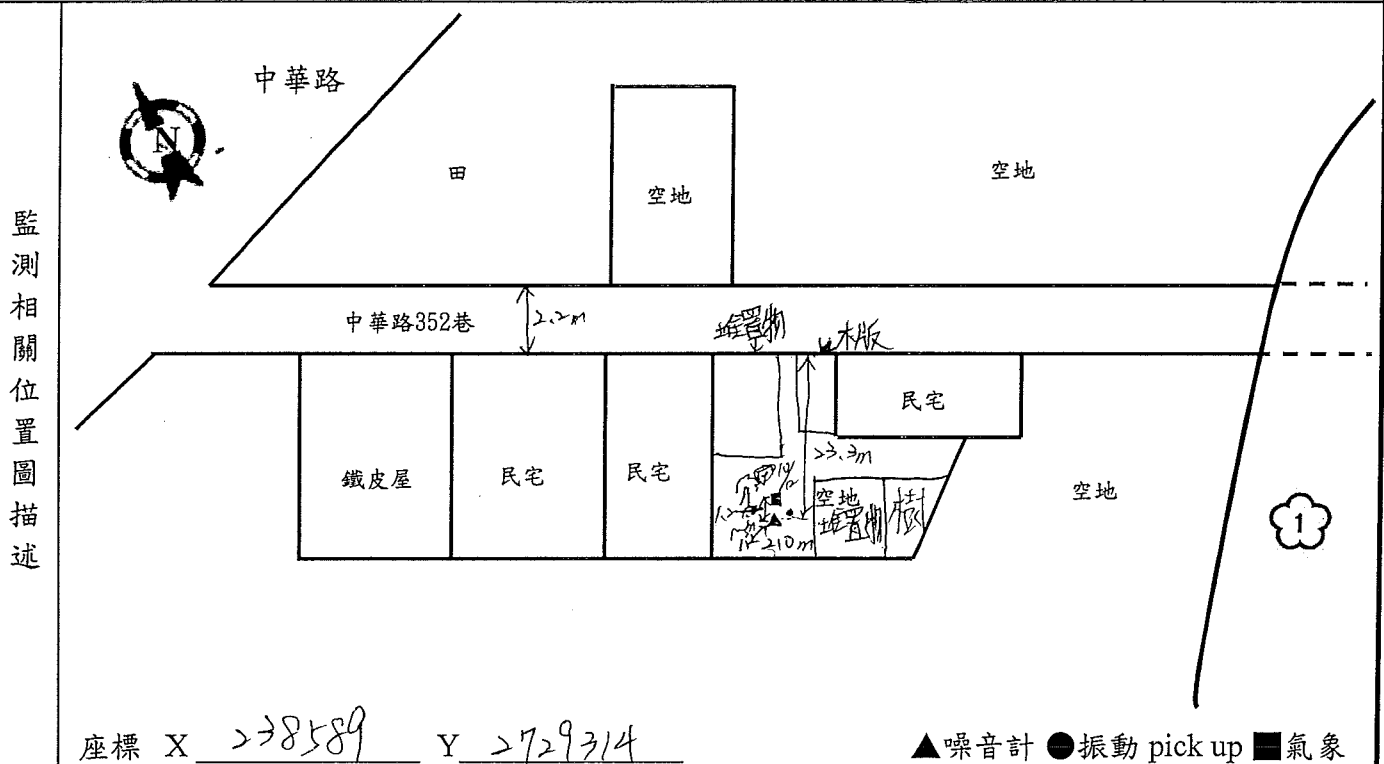 監測相關位置圖描述
中華路
N
田
空地
空地
中華路352巷
2.2m
堆置物
木版
民宅
鐵皮屋
民宅
民宅
23.3m
空地
堆置物
樹
空地
210m
1
座標 X 238589 Y 2729314
▲噪音計 ●振動 pick up ■氣象